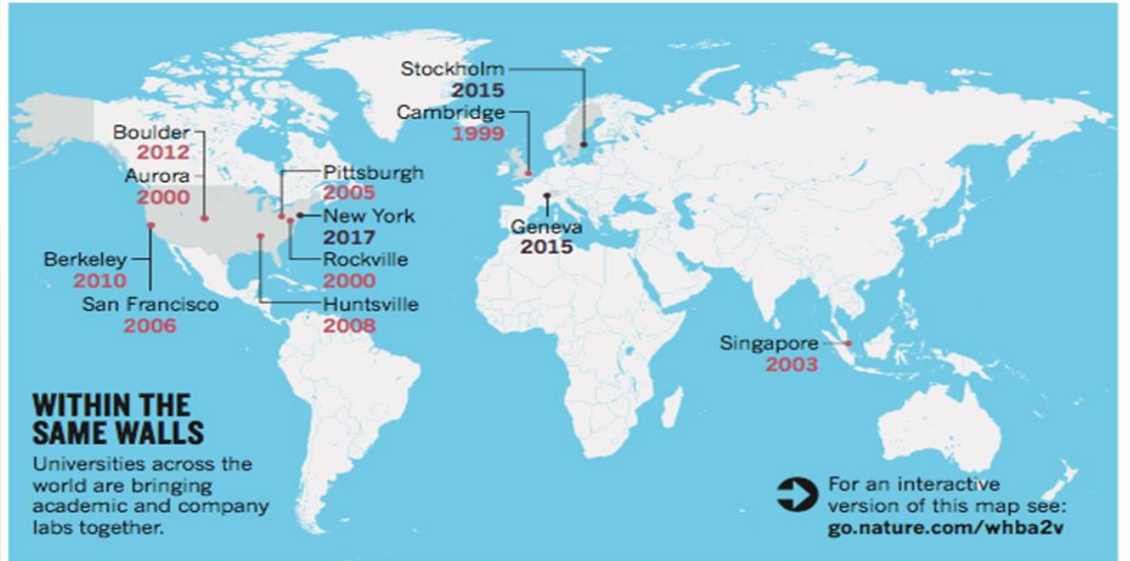 Stockholm
2015
Cambridge
1999
Boulder
2012
Aurora
2000
Pittsburgh
2005
New York
2017
Geneva
2015
Berkeley
2010
Rockville
2000
San Francisco
2006
Huntsville
2008
Singapore
2003
WITHIN THE
SAME WALLS
Universities across the
world are bringing
academic and company
labs together.
For an interactive
version of this map see:
go.nature.com/whba2v